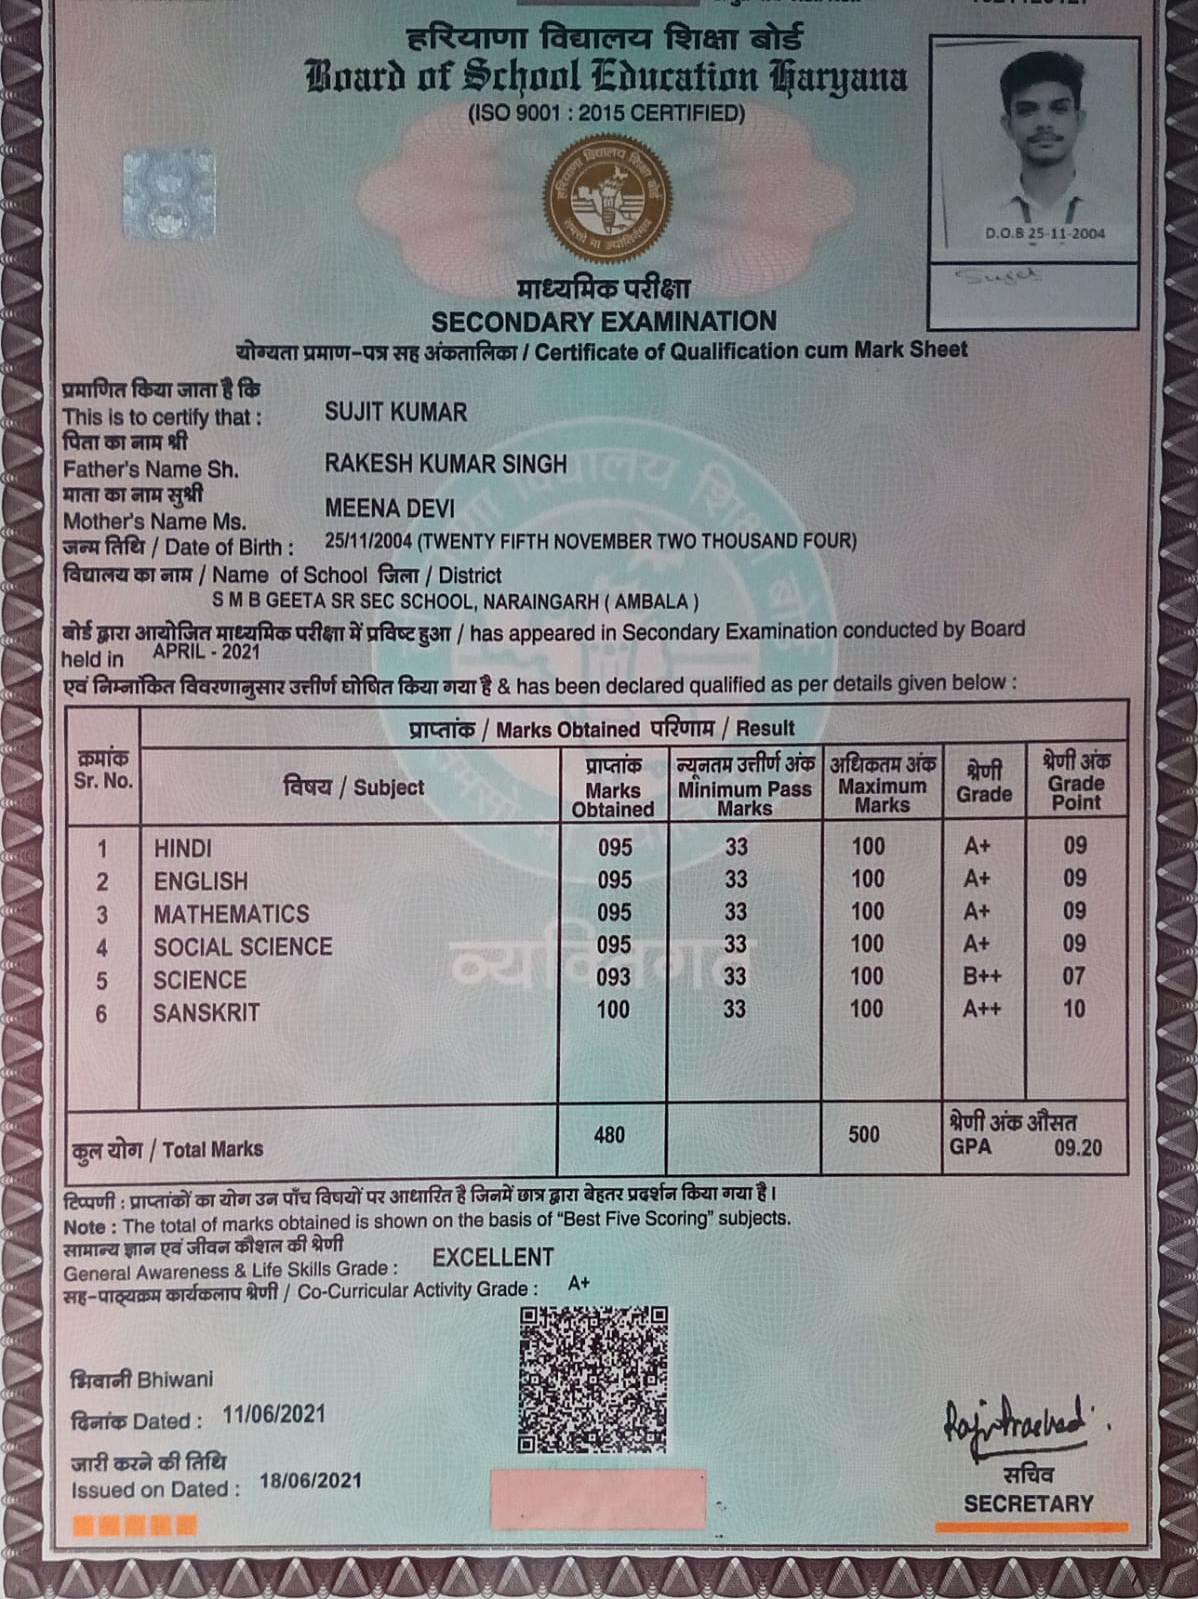 हरियाणा विद्यालय शिक्षा बोर्ड
Board of School Education Haryana
(ISO 9001 : 2015 CERTIFIED)
हरियाणा विद्यालय शिक्षा बोर्ड
तमसो मा ज्योतिर्गमय
D.O.B 25-11-2004
Sujit
माध्यमिक परीक्षा
SECONDARY EXAMINATION
योग्यता प्रमाण-पत्र सह अंकतालिका / Certificate of Qualification cum Mark Sheet
प्रमाणित किया जाता है कि
This is to certify that : SUJIT KUMAR
पिता का नाम श्री
Father's Name Sh. RAKESH KUMAR SINGH
माता का नाम सुश्री
Mother's Name Ms. MEENA DEVI
जन्म तिथि / Date of Birth : 25/11/2004 (TWENTY FIFTH NOVEMBER TWO THOUSAND FOUR)
विद्यालय का नाम / Name of School जिला / District
S M B GEETA SR SEC SCHOOL, NARAINGARH ( AMBALA )
बोर्ड द्वारा आयोजित माध्यमिक परीक्षा में प्रविष्ट हुआ / has appeared in Secondary Examination conducted by Board
held in APRIL - 2021
एवं निम्नांकित विवरणानुसार उत्तीर्ण घोषित किया गया है & has been declared qualified as per details given below :
प्राप्तांक / Marks Obtained परिणाम / Result
क्रमांक Sr. No. विषय / Subject प्राप्तांक Marks Obtained न्यूनतम उत्तीर्ण अंक Minimum Pass Marks अधिकतम अंक Maximum Marks श्रेणी Grade श्रेणी अंक Grade Point
1 HINDI 095 33 100 A+ 09
2 ENGLISH 095 33 100 A+ 09
3 MATHEMATICS 095 33 100 A+ 09
4 SOCIAL SCIENCE 095 33 100 A+ 09
5 SCIENCE 093 33 100 B++ 07
6 SANSKRIT 100 33 100 A++ 10
व्यक्तिगत
कुल योग / Total Marks 480 500 श्रेणी अंक औसत GPA 09.20
टिप्पणी : प्राप्तांकों का योग उन पाँच विषयों पर आधारित है जिनमें छात्र द्वारा बेहतर प्रदर्शन किया गया है।
Note : The total of marks obtained is shown on the basis of “Best Five Scoring” subjects.
सामान्य ज्ञान एवं जीवन कौशल की श्रेणी
General Awareness & Life Skills Grade : EXCELLENT
सह-पाठ्यक्रम कार्यकलाप श्रेणी / Co-Curricular Activity Grade : A+
भिवानी Bhiwani
दिनांक Dated : 11/06/2021
जारी करने की तिथि
Issued on Dated : 18/06/2021
सचिव
SECRETARY